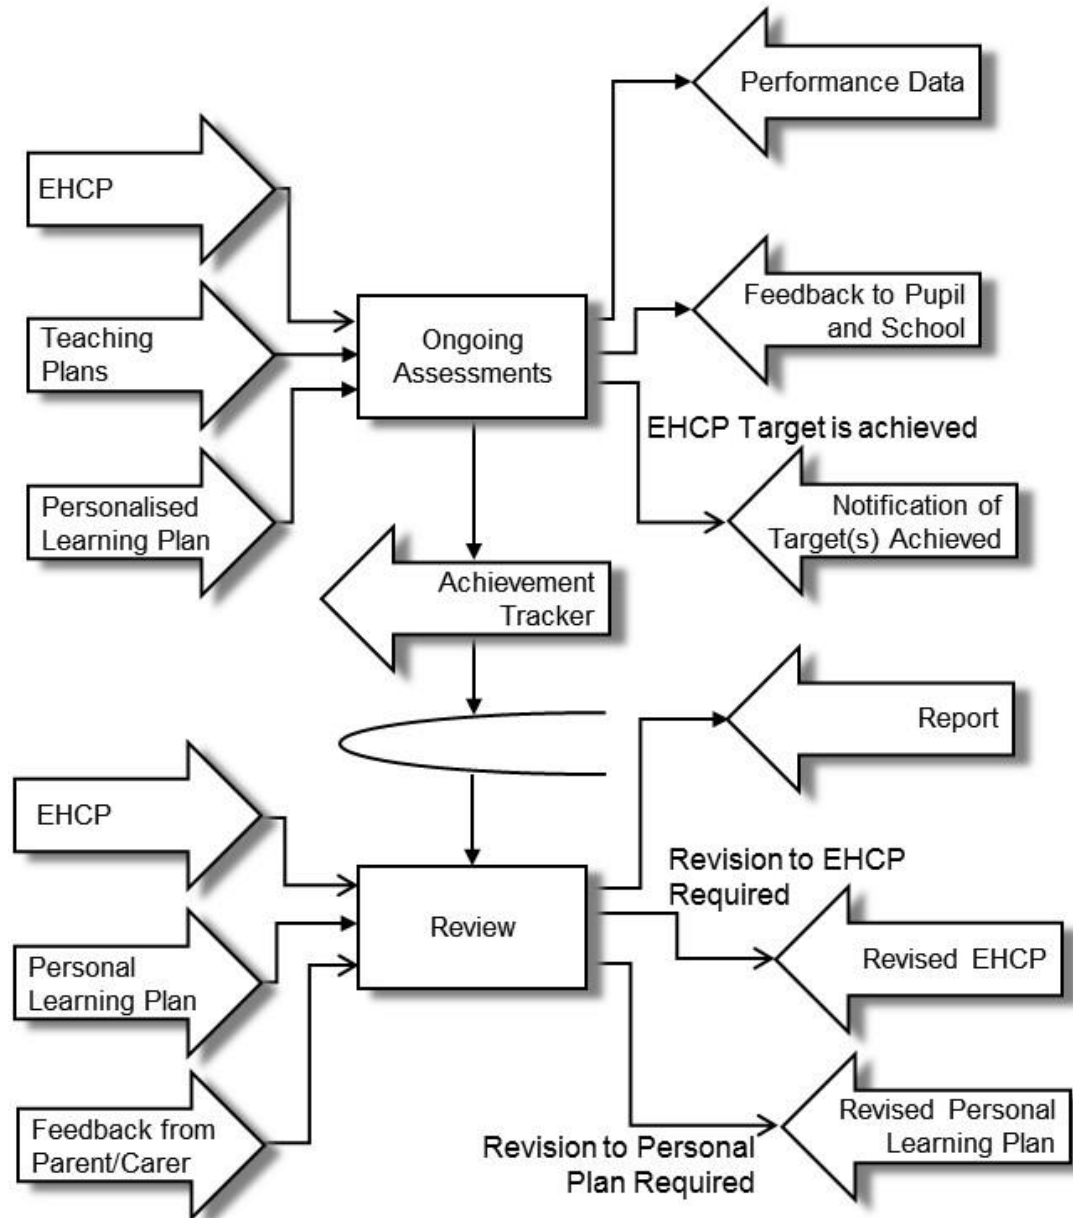 Performance Data
EHCP
Feedback to Pupil
and School
Teaching
Plans
Ongoing
Assessments
EHCP Target is achieved
Personalised
Learning Plan
Notification of
Target(s) Achieved
Achievement
Tracker
Report
EHCP
Revision to EHCP
Required
Review
Personal
Learning Plan
Revised EHCP
Feedback from
Parent/Carer
Revised Personal
Learning Plan
Revision to Personal
Plan Required